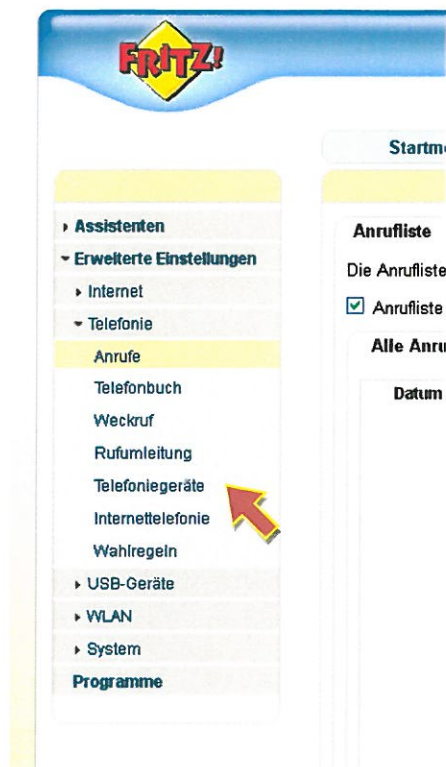 FRITZ!
Assistenten
Erweiterte Einstellungen
Internet
Telefonie
Anrufe
Telefonbuch
Weckruf
Rufumleitung
Telefoniegeräte
Internettelefonie
Wahlregeln
USB-Geräte
WLAN
System
Programme
Startme
Anrufliste
Die Anrufliste
Anrufliste
Alle Anru
Datum